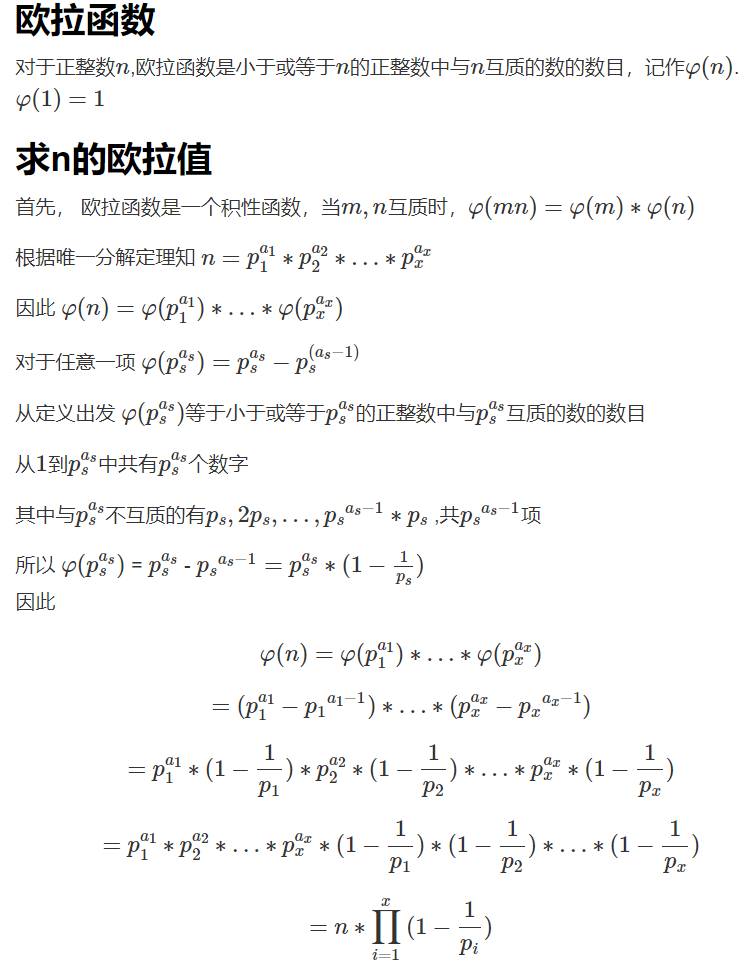 欧拉函数
对于正整数$n$,欧拉函数是小于或等于$n$的正整数中与$n$互质的数的数目，记作$\varphi(n)$.
$\varphi(1) = 1$
求n的欧拉值
首先， 欧拉函数是一个积性函数，当$m, n$互质时，$\varphi(mn) = \varphi(m) * \varphi(n)$
根据唯一分解定理知 $n = p_1^{a_1} * p_2^{a_2} * \ldots * p_x^{a_x}$
因此 $\varphi(n) = \varphi(p_1^{a_1}) * \ldots * \varphi(p_x^{a_x})$
对于任意一项 $\varphi(p_s^{a_s}) = p_s^{a_s} - p_s^{(a_s-1)}$
从定义出发 $\varphi(p_s^{a_s})$等于小于或等于$p_s^{a_s}$的正整数中与$p_s^{a_s}$互质的数的数目
从$1$到$p_s^{a_s}$中共有$p_s^{a_s}$个数字
其中与$p_s^{a_s}$不互质的有$p_s, 2p_s, \ldots, {p_s}^{a_s-1} * p_s$ ,共${p_s}^{a_s-1}$项
所以 $\varphi(p_s^{a_s})$ = $p_s^{a_s}$ - ${p_s}^{a_s-1} = p_s^{a_s} * (1 - \frac{1}{p_s})$
因此
$\varphi(n) = \varphi(p_1^{a_1}) * \ldots * \varphi(p_x^{a_x})$
$= (p_1^{a_1} - {p_1}^{a_1-1}) * \ldots * (p_x^{a_x} - {p_x}^{a_x-1})$
$= p_1^{a_1} * (1 - \frac{1}{p_1}) * p_2^{a_2} * (1 - \frac{1}{p_2}) * \ldots * p_x^{a_x} * (1 - \frac{1}{p_x})$
$= p_1^{a_1} * p_2^{a_2} * \ldots * p_x^{a_x} * (1 - \frac{1}{p_1}) * (1 - \frac{1}{p_2}) * \ldots * (1 - \frac{1}{p_x})$
$= n * \prod_{i=1}^{x} (1 - \frac{1}{p_i})$